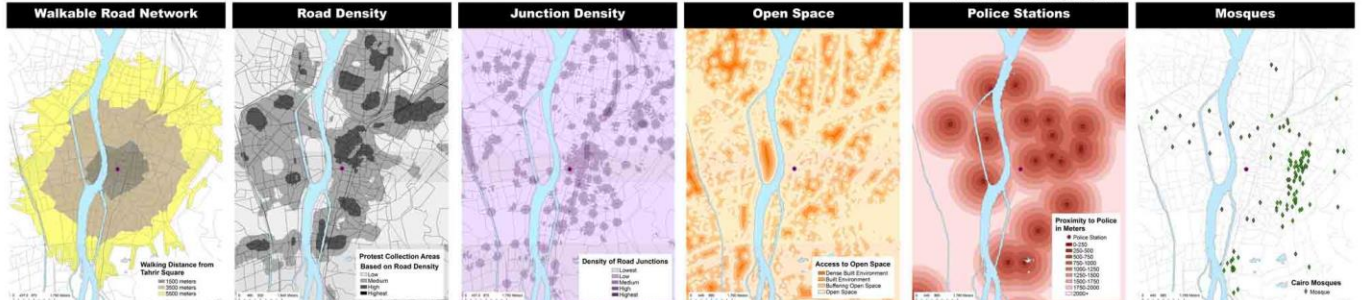 Walkable Road Network
Walking Distance from
Tahrir Square
1500 meters
3500 meters
5500 meters
Road Density
Protest Collection Areas
Based on Road Density
Low
Medium
High
Highest
Junction Density
Density of Road Junctions
Lowest
Low
Medium
High
Highest
Open Space
Access to Open Space
Dense Built Environment
Built Environment
Buffering Open Space
Open Space
Police Stations
Proximity to Police
in Meters
Police Station
0-250
250-500
500-750
750-1000
1000-1250
1250-1500
1500-1750
1750-2000
2000+
Mosques
Cairo Mosques
Mosque